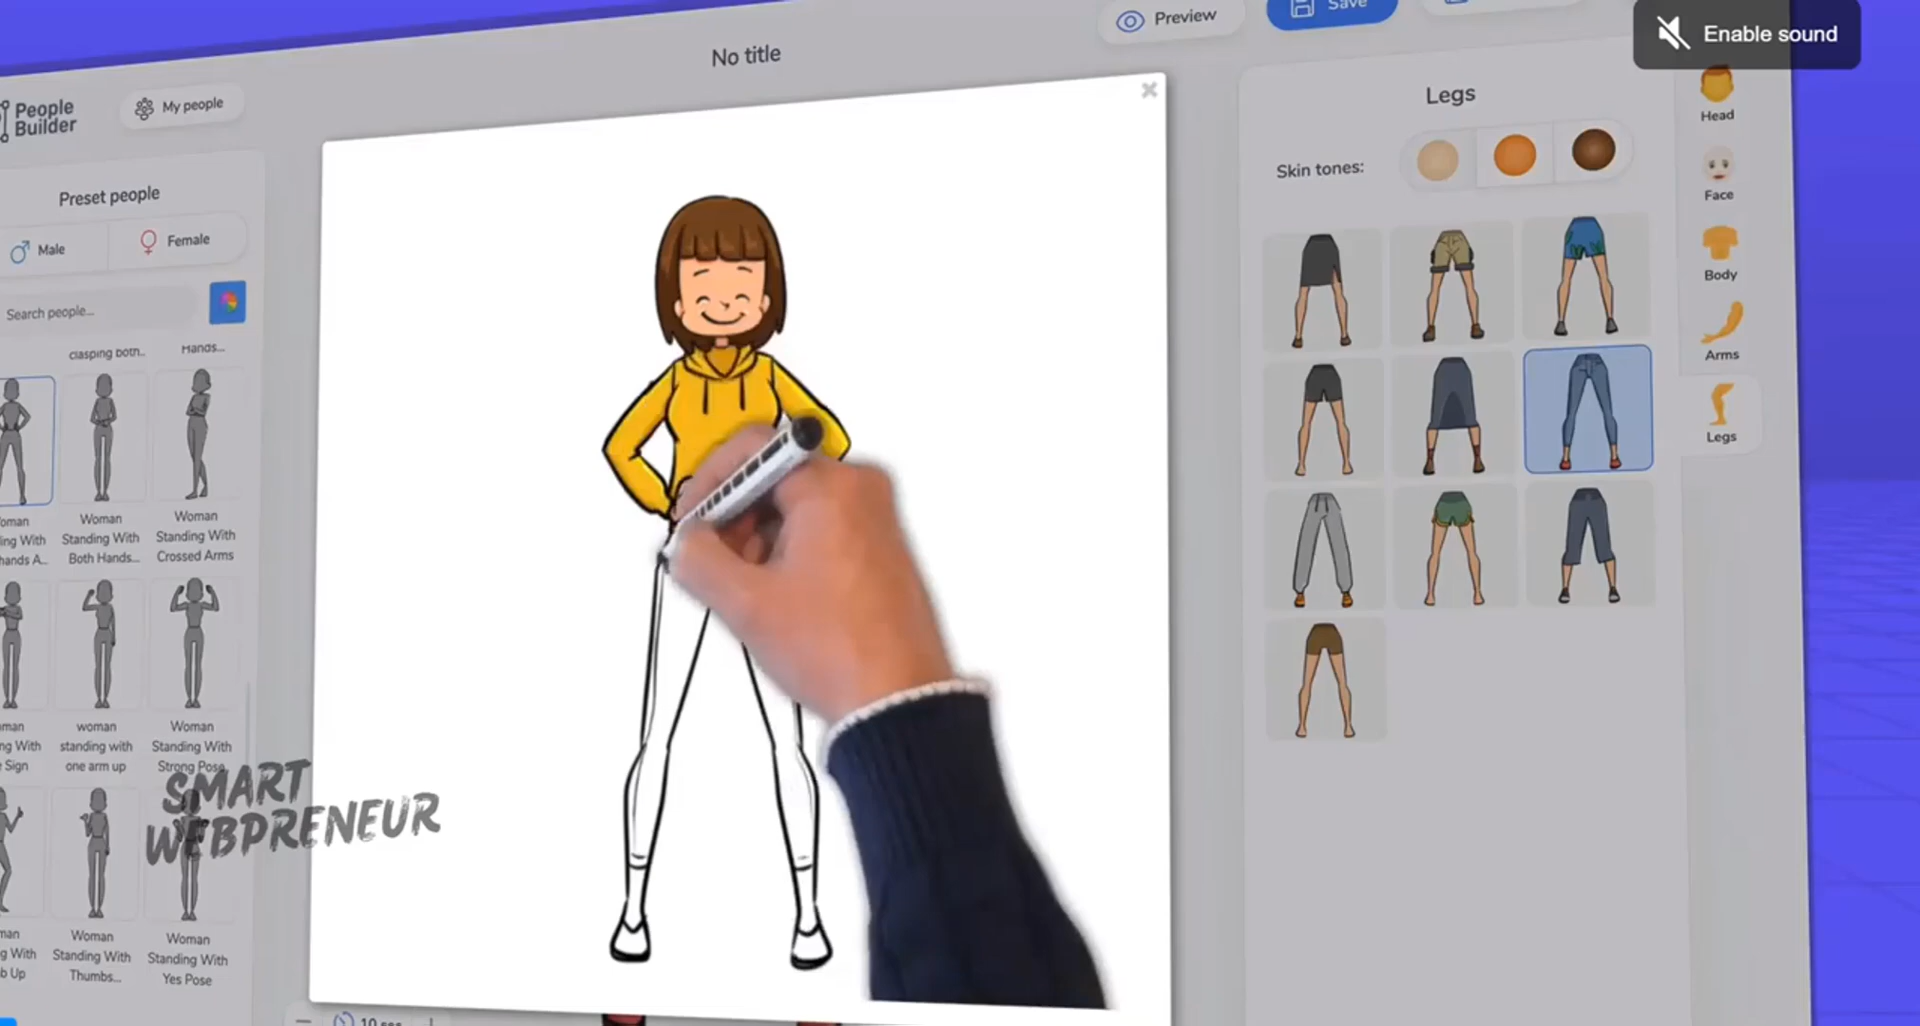 Preview
Save
Enable sound
No title
People
Builder
My people
Legs
Head
Skin tones:
Face
Preset people
Male
Female
Body
Search people...
clasping both..
Hands...
Arms
Legs
Woman
Standing With
Both Hands...
Woman
Standing With
Crossed Arms
woman
standing with
one arm up
Woman
Standing With
Strong Pose
SMART
WEBPRENEUR
Woman
Standing With
Thumbs...
Woman
Standing With
Yes Pose
10 sec